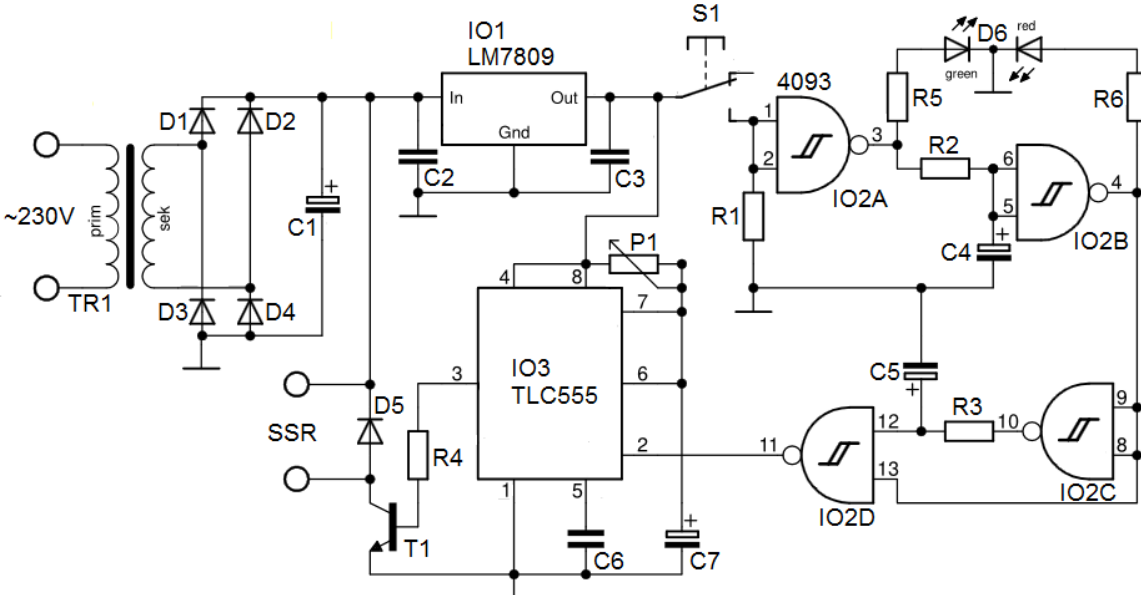 S1
IO1
LM7809
D6
red
green
4093
In
Out
Gnd
D1
D2
C2
C3
R5
R6
1
2
3
R2
6
5
4
IO2A
IO2B
R1
C4
~230V
prim
sek
C1
TR1
D3
D4
P1
4
8
7
IO3
TLC555
3
6
2
1
5
C5
R3
12
13
11
10
9
8
IO2D
IO2C
SSR
D5
R4
T1
C6
C7
+
+
+
+